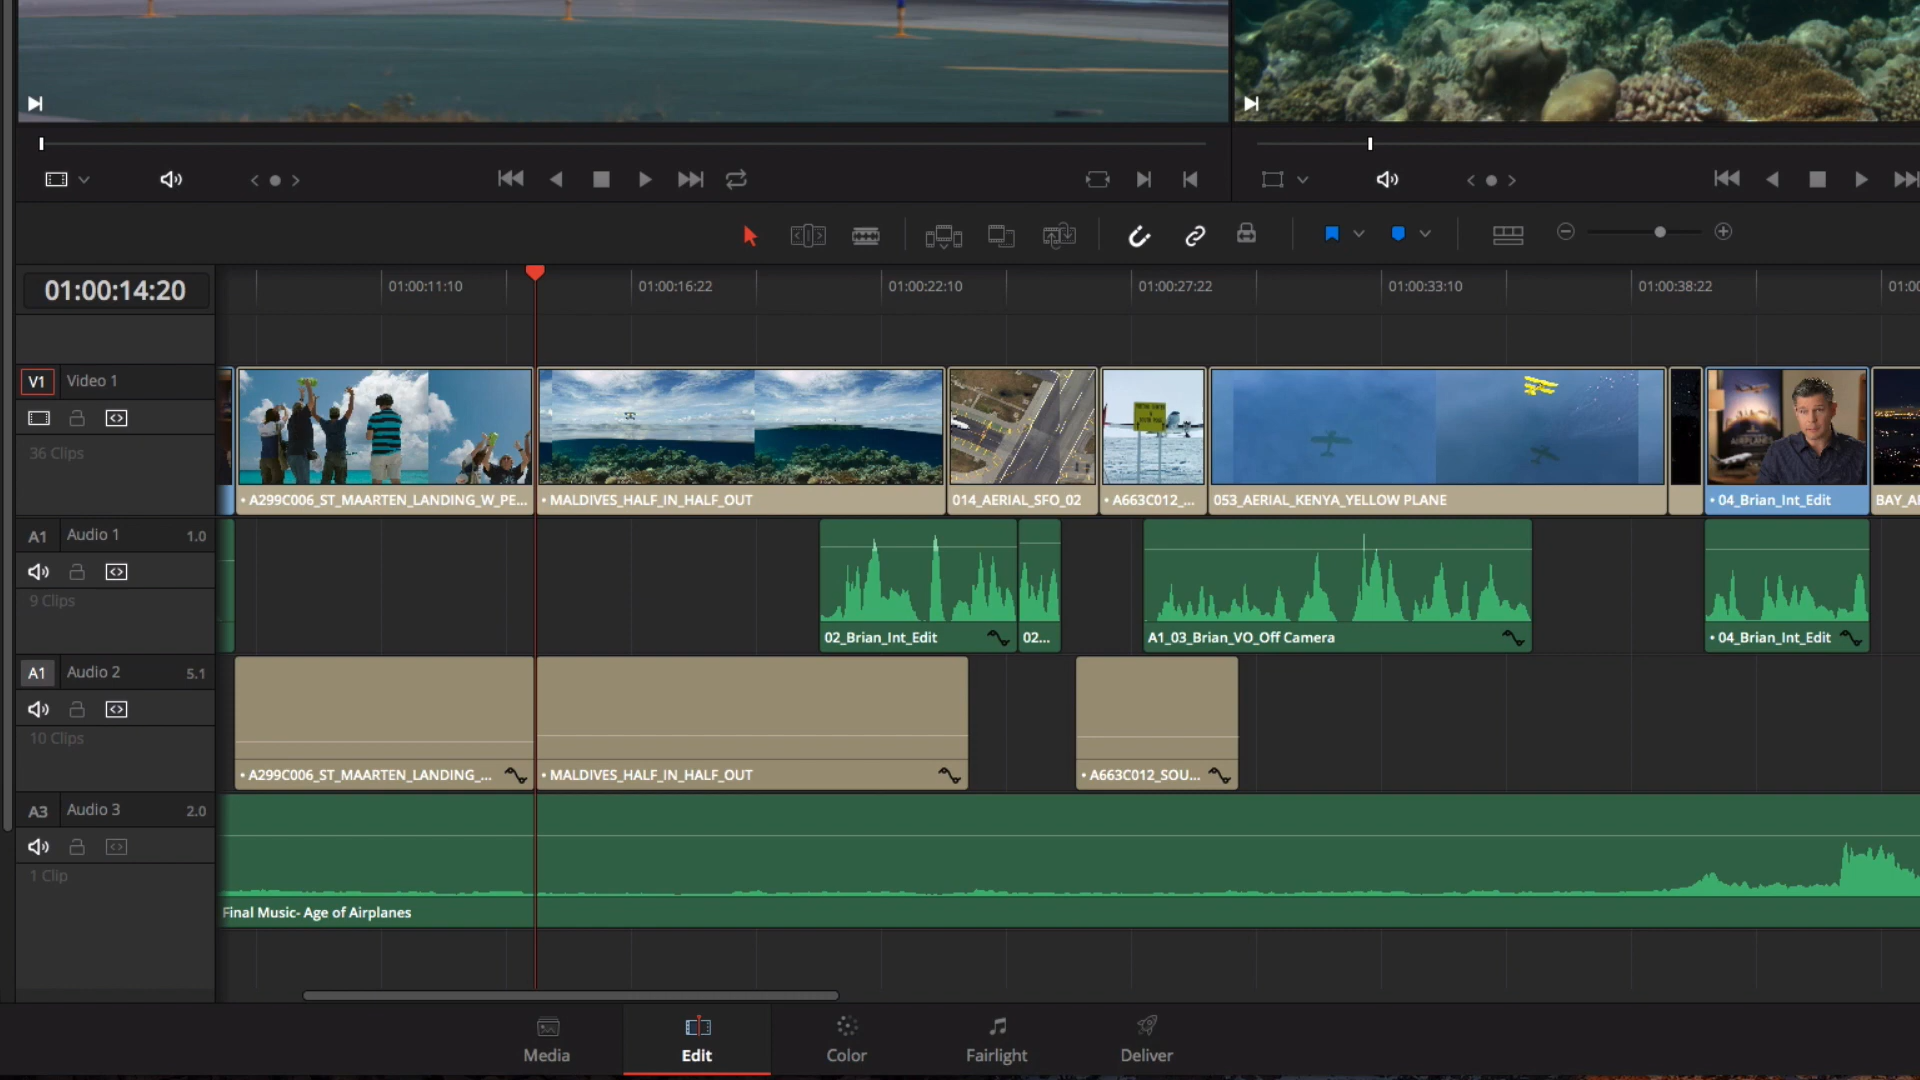 01:00:14:20
01:00:11:10
01:00:16:22
01:00:22:10
01:00:27:22
01:00:33:10
01:00:38:22
01:00
V1 Video 1
36 Clips
• A299C006_ST_MAARTEN_LANDING_W_PE...
• MALDIVES_HALF_IN_HALF_OUT
014_AERIAL_SFO_02
• A663C012_...
053_AERIAL_KENYA_YELLOW PLANE
• 04_Brian_Int_Edit
BAY_A
A1 Audio 1 1.0
9 Clips
02_Brian_Int_Edit
02...
A1_03_Brian_VO_Off Camera
• 04_Brian_Int_Edit
A1 Audio 2 5.1
10 Clips
• A299C006_ST_MAARTEN_LANDING_...
• MALDIVES_HALF_IN_HALF_OUT
• A663C012_SOU...
A3 Audio 3 2.0
1 Clip
Final Music- Age of Airplanes
Media
Edit
Color
Fairlight
Deliver